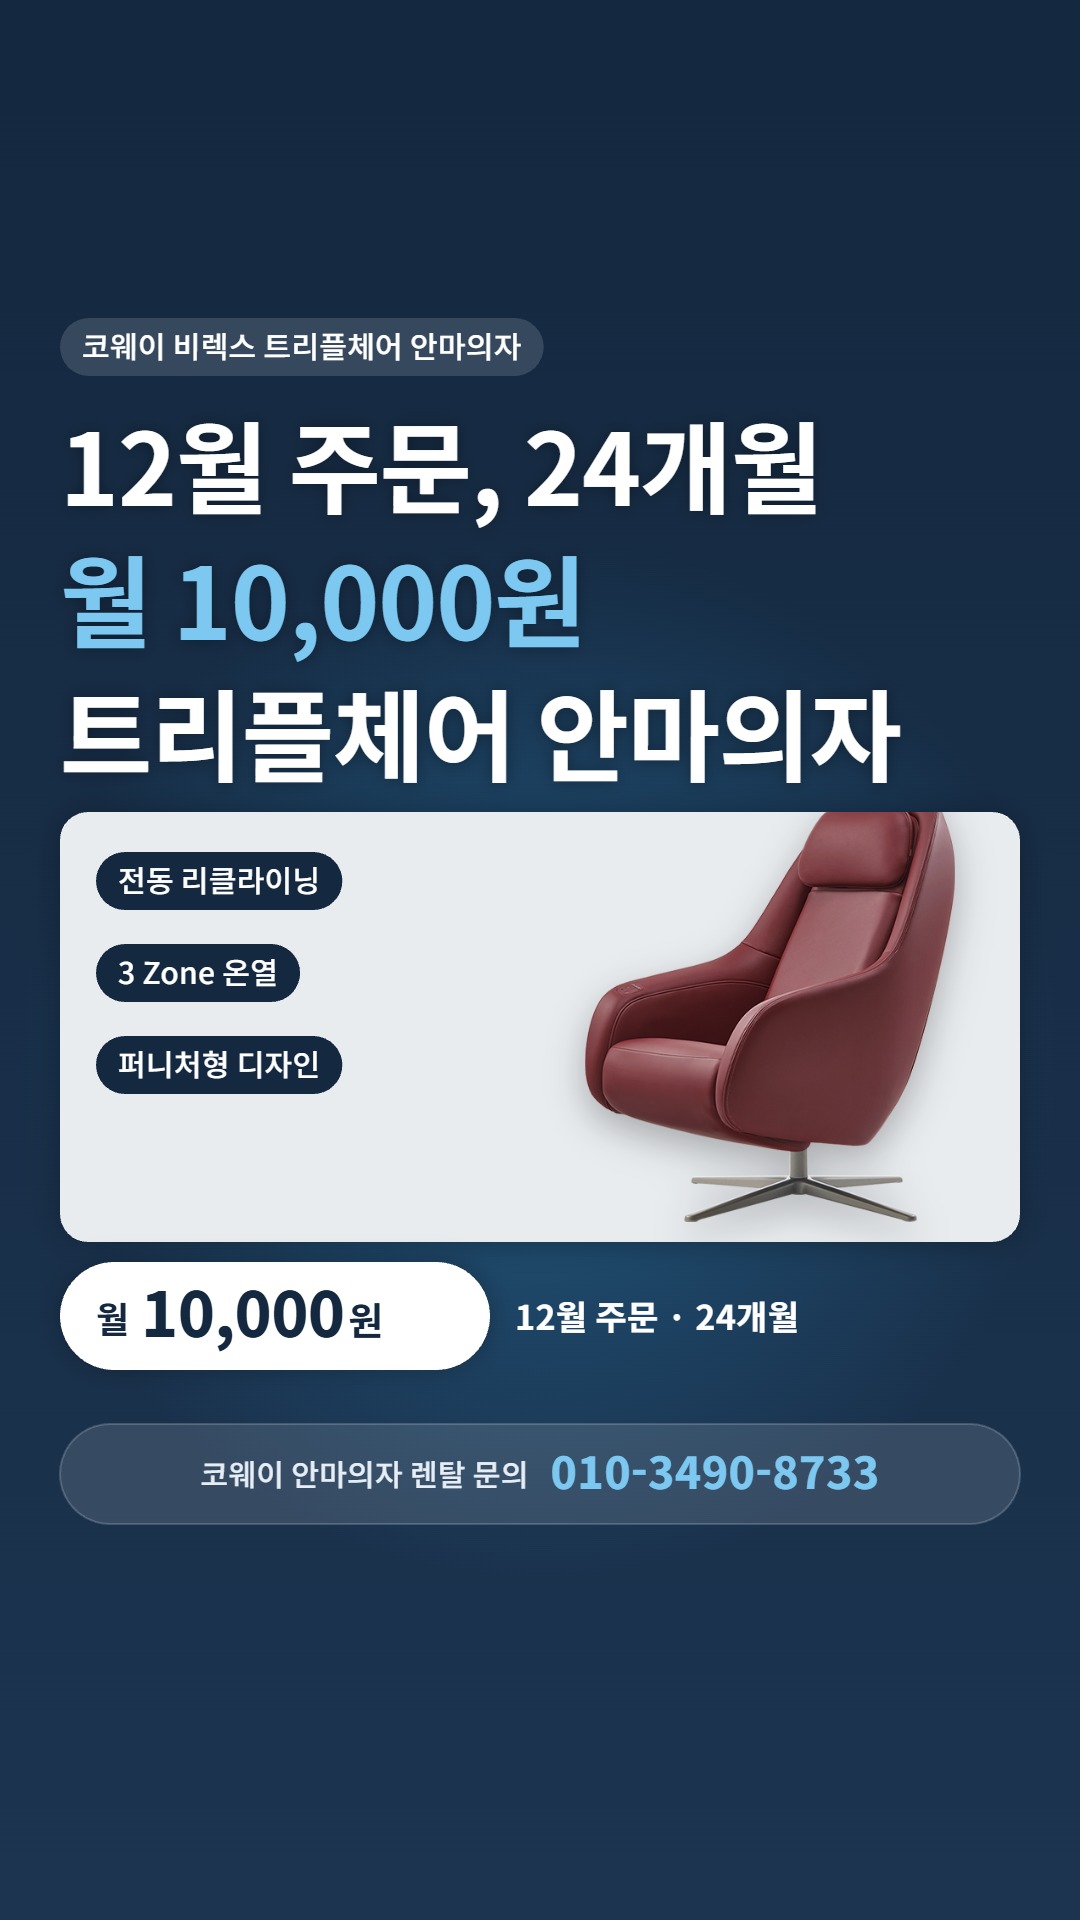 코웨이 비렉스 트리플체어 안마의자
12월 주문, 24개월
월 10,000원
트리플체어 안마의자
전동 리클라이닝
3 Zone 온열
퍼니처형 디자인
월 10,000원
12월 주문 · 24개월
코웨이 안마의자 렌탈 문의 010-3490-8733